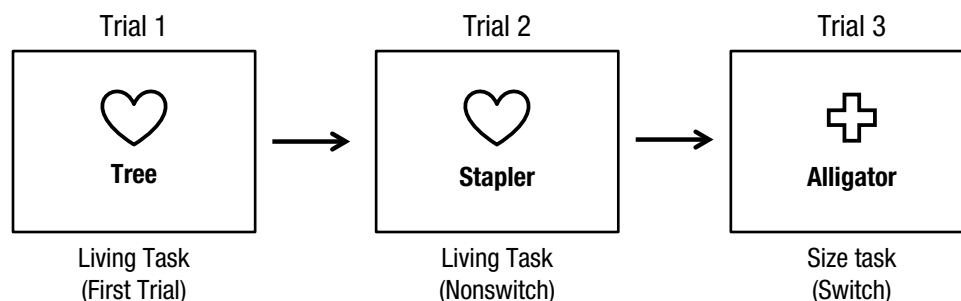 Trial 1
Trial 2
Trial 3
Tree
Stapler
Alligator
Living Task
(First Trial)
Living Task
(Nonswitch)
Size task
(Switch)